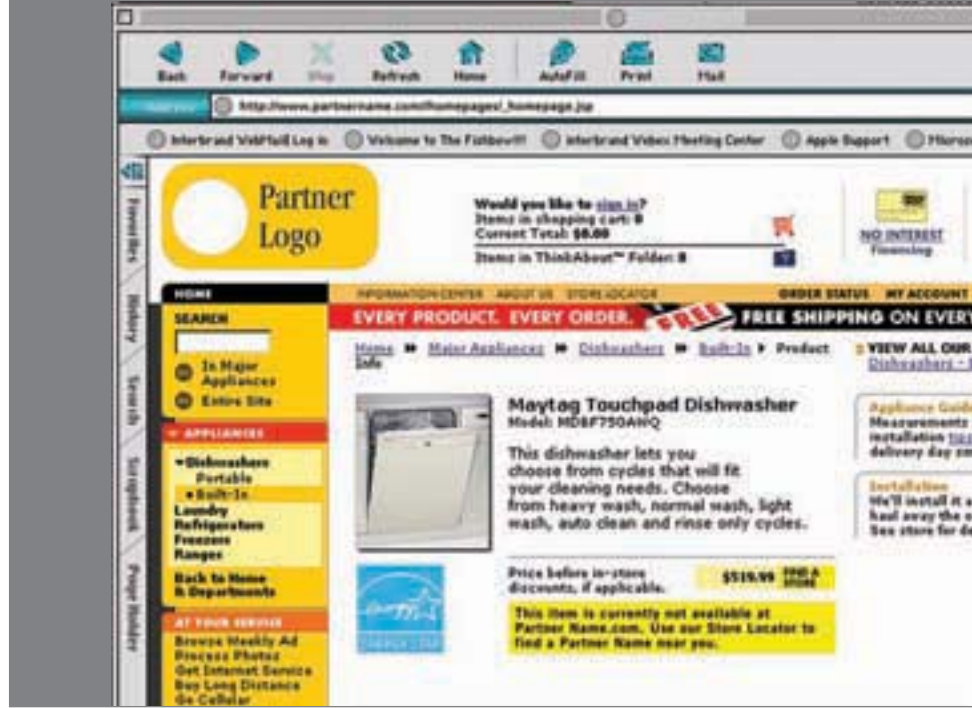 Back Forward Stop Refresh Home AutoFill Print Mail
http://www.partnername.com/homepages/_homepage.jsp
Interbrand WebMail Log in Welcome to The Fishbowl!!! Interbrand Webex Meeting Center Apple Support
Favorites
History
Search
Scrapbook
Page Holder
Partner
Logo
Would you like to sign in?
Items in shopping cart: 0
Current Total: $0.00
Items in ThinkAbout™ Folder: 0
NO INTEREST
Financing
HOME
INFORMATION CENTER ABOUT US STORE LOCATOR
ORDER STATUS MY ACCOUNT
EVERY PRODUCT. EVERY ORDER. FREE FREE SHIPPING ON EVERY
SEARCH
In Major
Appliances
Entire Site
APPLIANCES
Dishwashers
Portable
Built-In
Laundry
Refrigerators
Freezers
Ranges
Back to Home
& Departments
AT YOUR SERVICE
Browse Weekly Ad
Process Photos
Get Internet Service
Buy Long Distance
Go Cellular
Home Major Appliances Dishwashers Built-In Product
Info
Maytag Touchpad Dishwasher
Model: MDBF750AWQ
This dishwasher lets you
choose from cycles that will fit
your cleaning needs. Choose
from heavy wash, normal wash, light
wash, auto clean and rinse only cycles.
ENERGY STAR
Price before in-store
discounts, if applicable.
$519.99 FIND A
STORE
This item is currently not available at
Partner Name.com. Use our Store Locator to
find a Partner Name near you.
VIEW ALL OUR
Dishwashers -
Appliance Guide
Measurements
installation
delivery day
Installation
We'll install it
haul away the
See store for